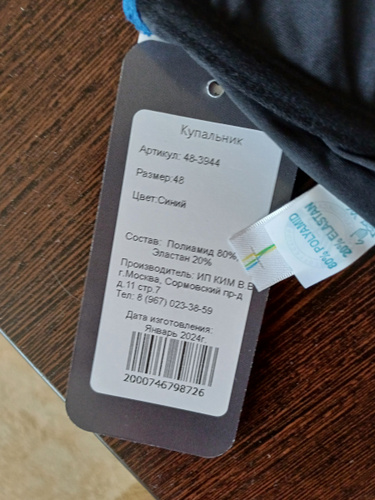 Купальник
Артикул: 48-3944
Размер:48
Цвет:Синий
Состав: Полиамид 80%,
Эластан 20%
Производитель: ИП КИМ В.В
г.Москва, Сормовский пр-д
д.11 стр.7
Тел: 8 (967) 023-38-59
Дата изготовления:
Январь 2024г.
2000746798726
80% POLYAMID
20% ELASTAN